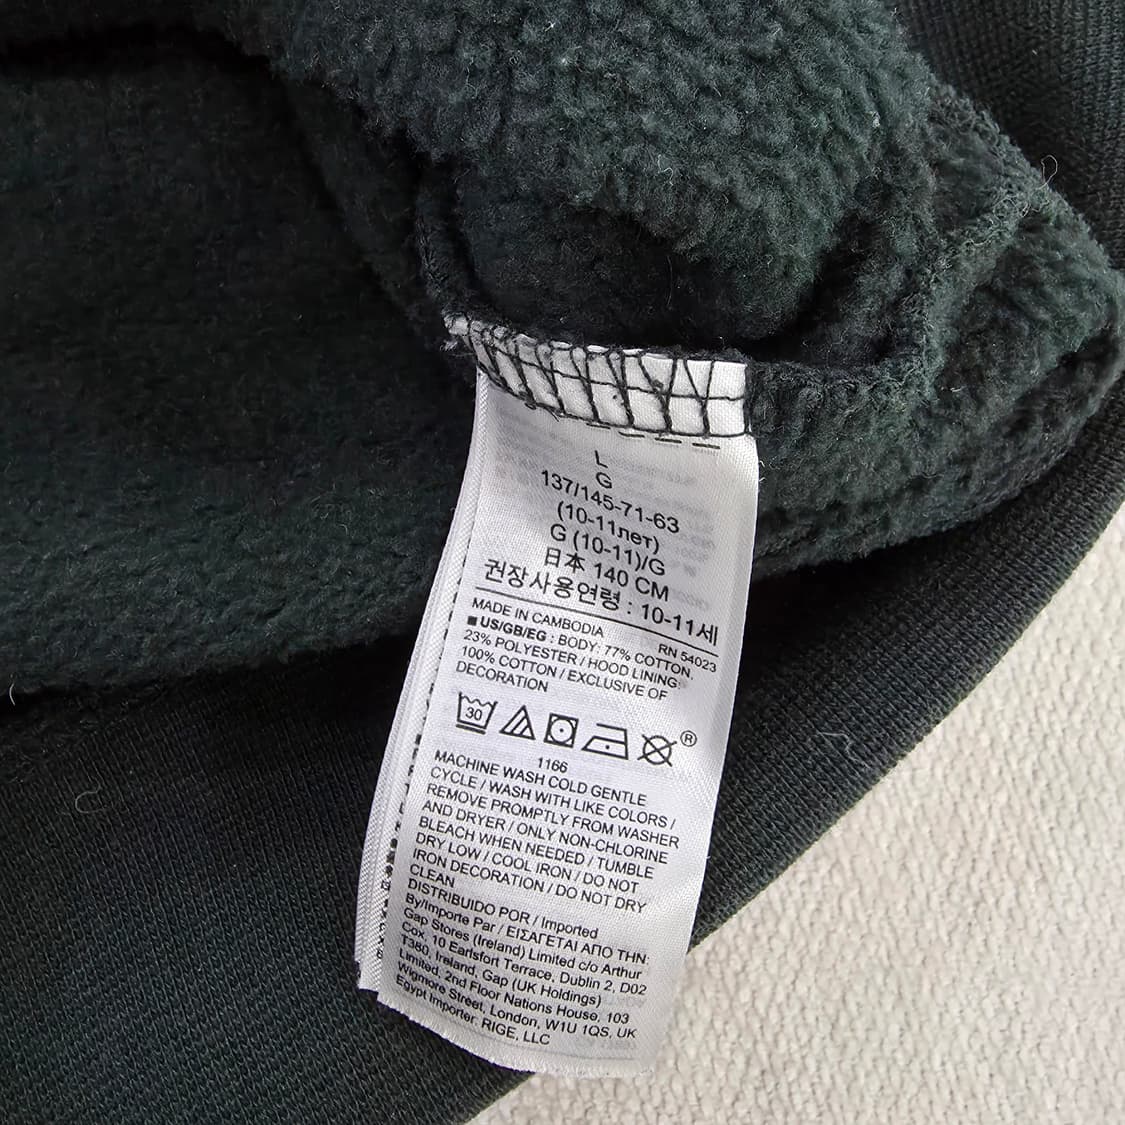 L
G
137/145-71-63
(10-11лет)
G (10-11)/G
日本 140 CM
권장사용연령 : 10-11세
MADE IN CAMBODIA
RN 54023
■ US/GB/EG : BODY: 77% COTTON,
23% POLYESTER / HOOD LINING:
100% COTTON / EXCLUSIVE OF
DECORATION
30
®
1166
MACHINE WASH COLD GENTLE
CYCLE / WASH WITH LIKE COLORS /
REMOVE PROMPTLY FROM WASHER
AND DRYER / ONLY NON-CHLORINE
BLEACH WHEN NEEDED / TUMBLE
DRY LOW / COOL IRON / DO NOT
IRON DECORATION / DO NOT DRY
CLEAN
DISTRIBUIDO POR / Imported
By/Importe Par / ΕΙΣΑΓΕΤΑΙ ΑΠΟ ΤΗΝ:
Gap Stores (Ireland) Limited c/o Arthur
Cox, 10 Earlsfort Terrace, Dublin 2, D02
T380, Ireland, Gap (UK Holdings)
Limited, 2nd Floor Nations House, 103
Wigmore Street, London, W1U 1QS, UK
Egypt Importer: RIGE, LLC